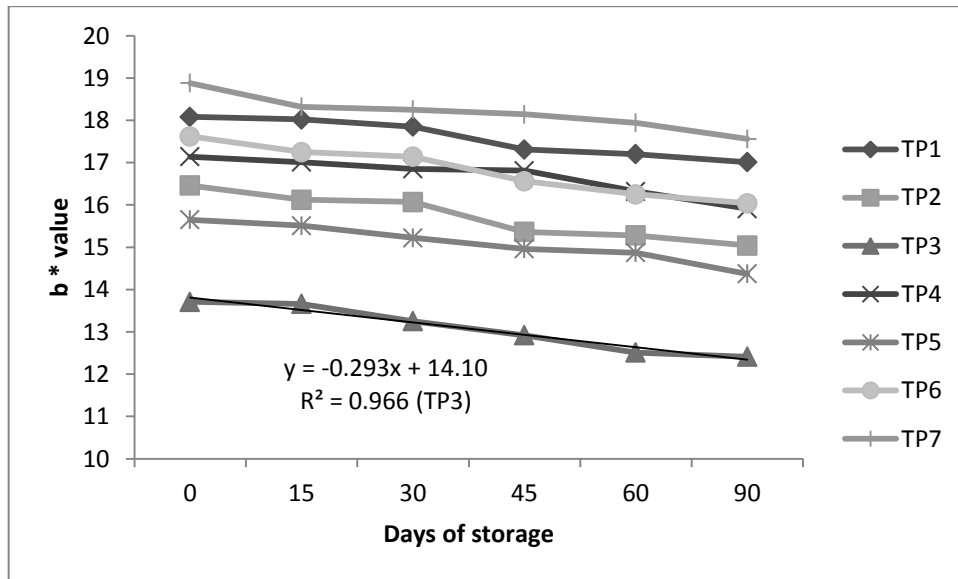 20
19
18
17
16
15
14
13
12
11
10
b * value
y = -0.293x + 14.10
R² = 0.966 (TP3)
0 15 30 45 60 90
Days of storage
TP1
TP2
TP3
TP4
TP5
TP6
TP7